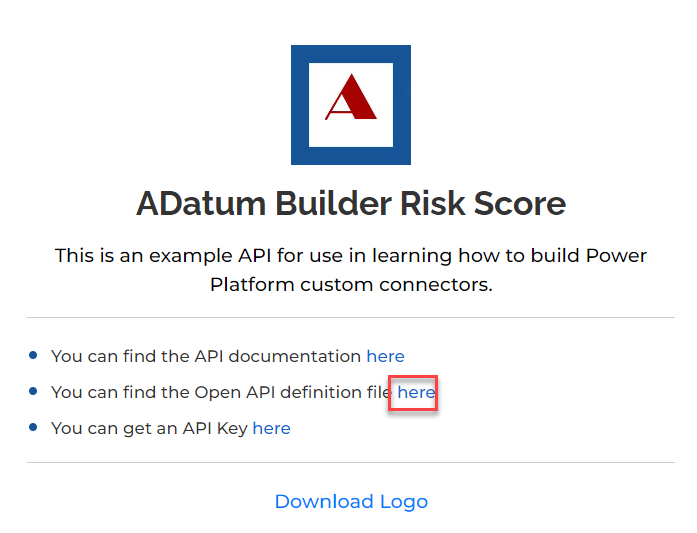 A
ADatum Builder Risk Score
This is an example API for use in learning how to build Power
Platform custom connectors.
You can find the API documentation here
You can find the Open API definition file here
You can get an API Key here
Download Logo